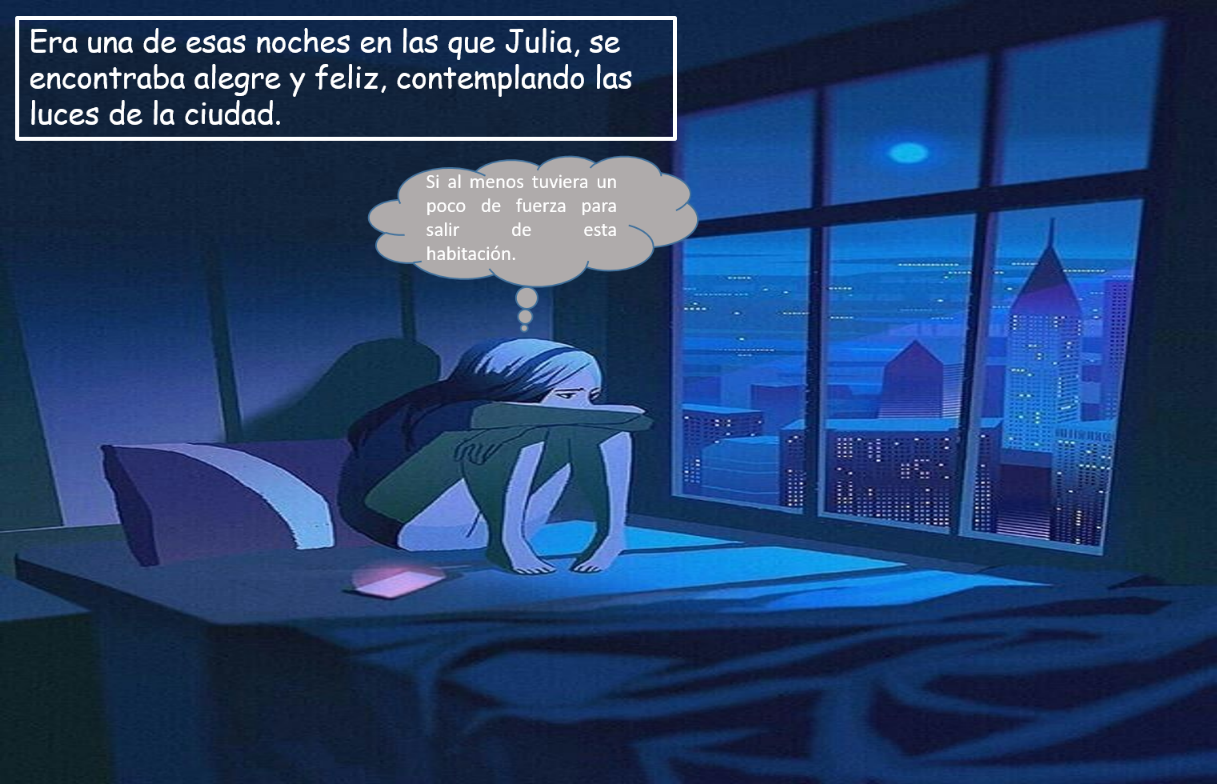 Era una de esas noches en las que Julia, se
encontraba alegre y feliz, contemplando las
luces de la ciudad.
Si al menos tuviera un
poco de fuerza para
salir de esta
habitación.